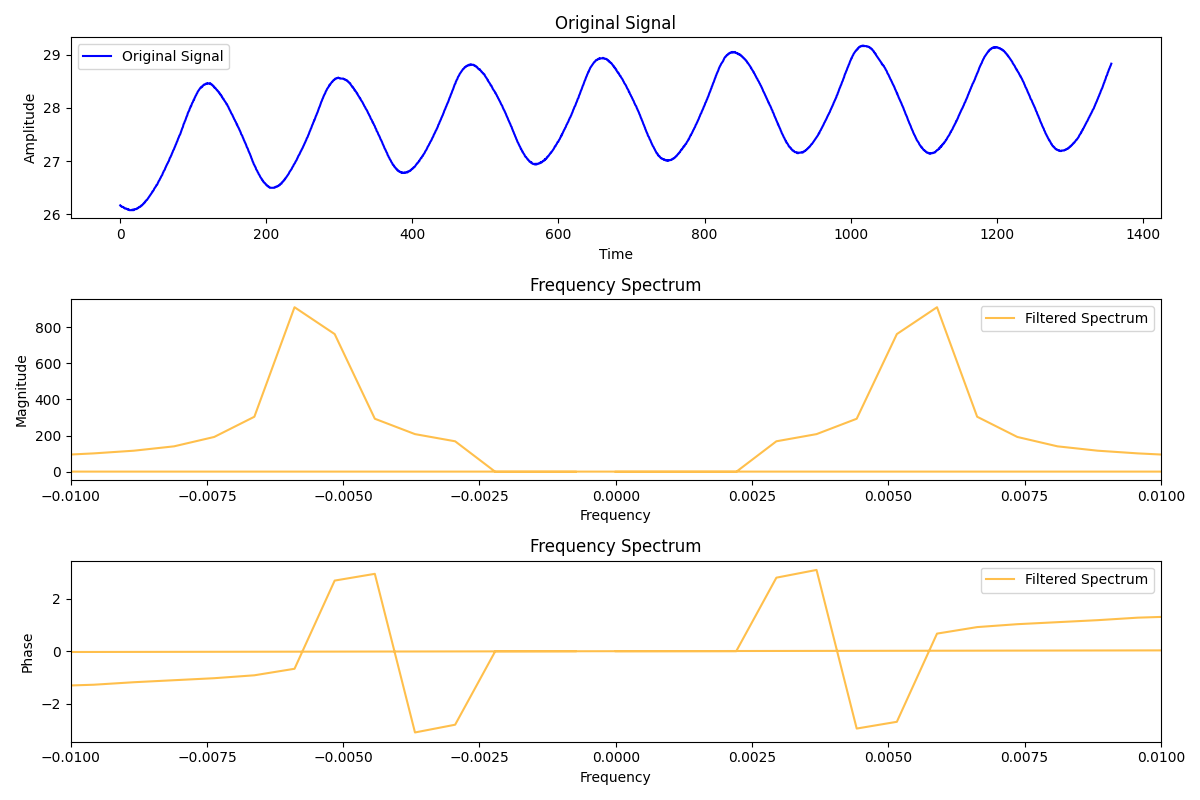 Original Signal
Original Signal
Amplitude
29
28
27
26
0 200 400 600 800 1000 1200 1400
Time
Frequency Spectrum
Filtered Spectrum
Magnitude
800
600
400
200
0
−0.0100 −0.0075 −0.0050 −0.0025 0.0000 0.0025 0.0050 0.0075 0.0100
Frequency
Frequency Spectrum
Filtered Spectrum
Phase
2
0
−2
−0.0100 −0.0075 −0.0050 −0.0025 0.0000 0.0025 0.0050 0.0075 0.0100
Frequency